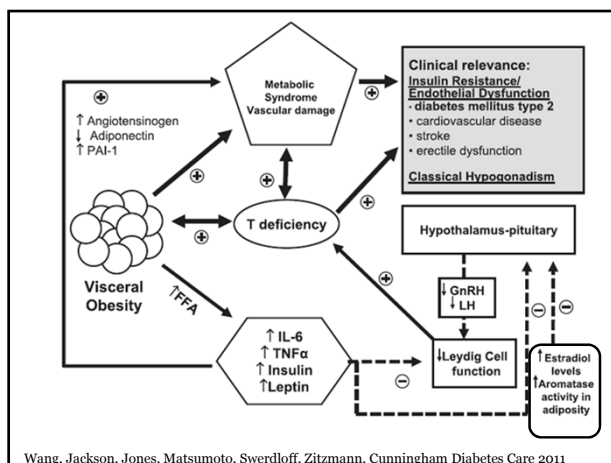 Metabolic
Syndrome
Vascular damage
Clinical relevance:
Insulin Resistance/
Endothelial Dysfunction
· diabetes mellitus type 2
• cardiovascular disease
• stroke
• erectile dysfunction
Classical Hypogonadism
⊕
↑ Angiotensinogen
↓ Adiponectin
↑ PAI-1
⊕
⊕
⊕
⊕
⊕
T deficiency
Visceral
Obesity
↑FFA
Hypothalamus-pituitary
⊕
↓ GnRH
↓ LH
⊖
⊖
↑ IL-6
↑ TNFα
↑ Insulin
↑Leptin
⊖
↓Leydig Cell
function
⊖
↑Estradiol
levels
↑Aromatase
activity in
adiposity
Wang, Jackson, Jones, Matsumoto, Swerdloff, Zitzmann, Cunningham Diabetes Care 2011